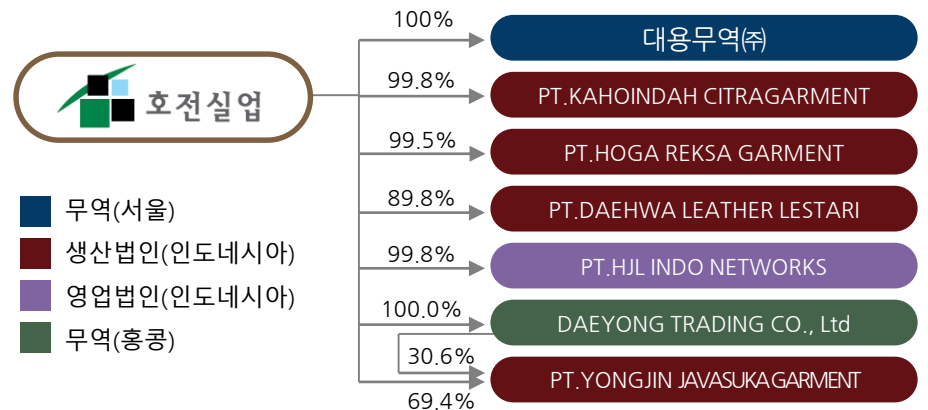 호전실업
무역(서울)
생산법인(인도네시아)
영업법인(인도네시아)
무역(홍콩)
100%
대용무역㈜
99.8%
PT.KAHOINDAH CITRAGARMENT
99.5%
PT.HOGA REKSA GARMENT
89.8%
PT.DAEHWA LEATHER LESTARI
99.8%
PT.HJL INDO NETWORKS
100.0%
DAEYONG TRADING CO., Ltd
30.6%
PT.YONGJIN JAVASUKA GARMENT
69.4%